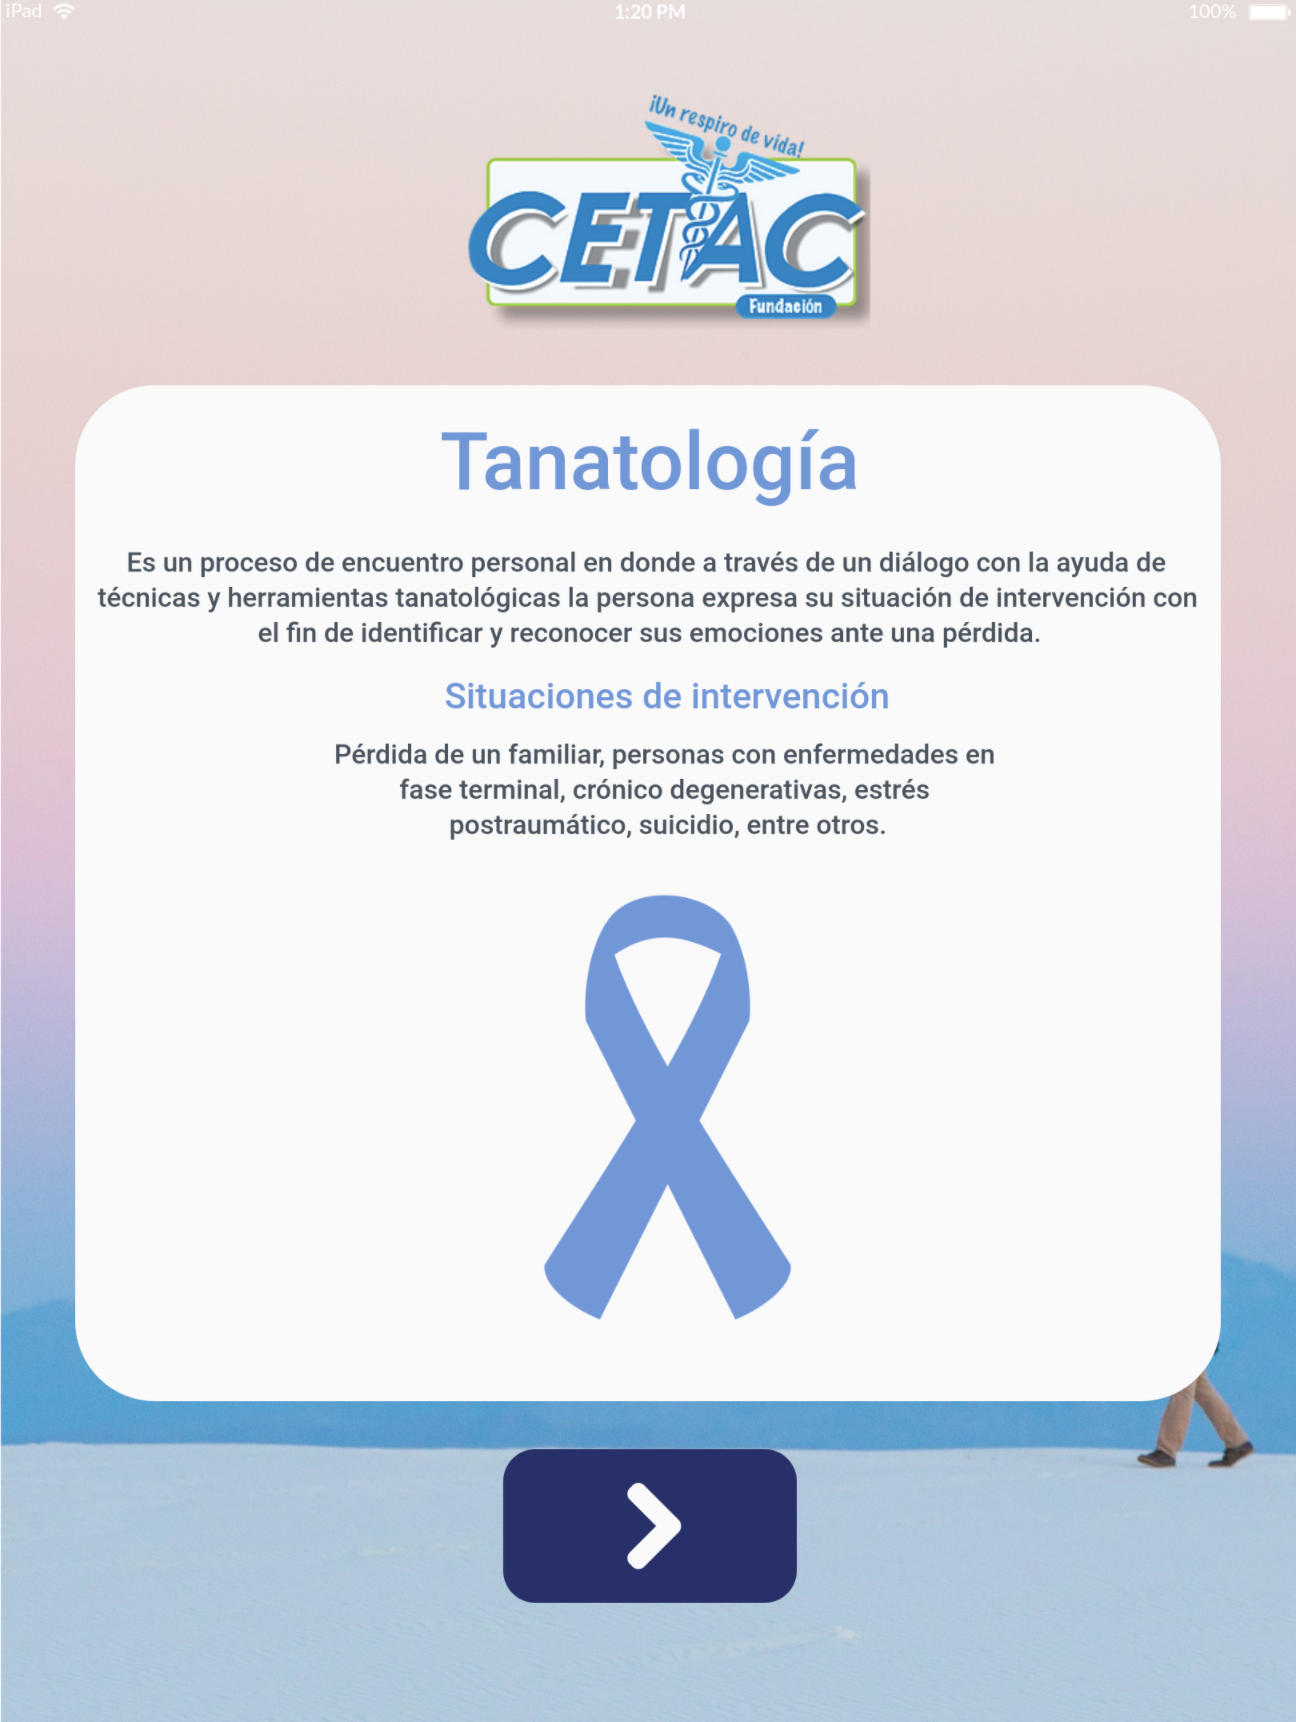 iPad
1:20 PM
100%
¡Un respiro de vida!
CETAC
Fundación
Tanatología
Es un proceso de encuentro personal en donde a través de un diálogo con la ayuda de
técnicas y herramientas tanatológicas la persona expresa su situación de intervención con
el fin de identificar y reconocer sus emociones ante una pérdida.
Situaciones de intervención
Pérdida de un familiar, personas con enfermedades en
fase terminal, crónico degenerativas, estrés
postraumático, suicidio, entre otros.